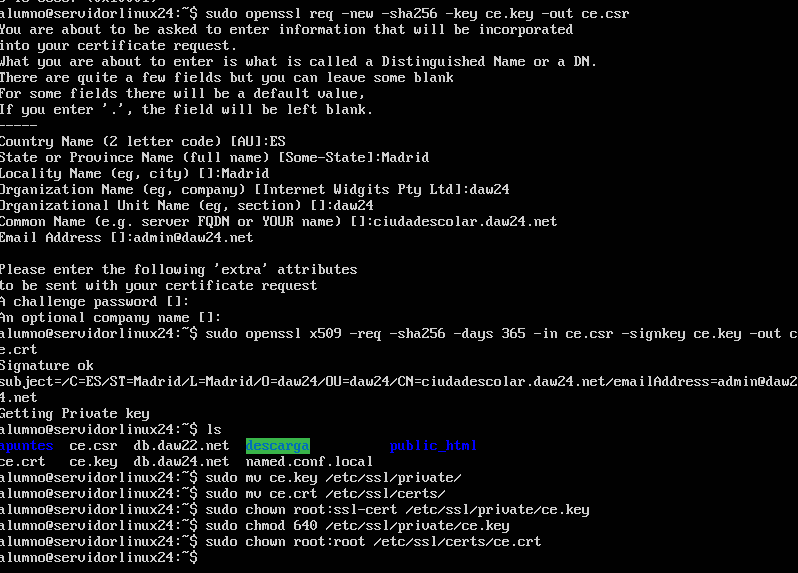 alumno@servidorlinux24:~$ sudo openssl req -new -sha256 -key ce.key -out ce.csr
You are about to be asked to enter information that will be incorporated
into your certificate request.
What you are about to enter is what is called a Distinguished Name or a DN.
There are quite a few fields but you can leave some blank
For some fields there will be a default value,
If you enter '.', the field will be left blank.
-----
Country Name (2 letter code) [AU]:ES
State or Province Name (full name) [Some-State]:Madrid
Locality Name (eg, city) []:Madrid
Organization Name (eg, company) [Internet Widgits Pty Ltd]:daw24
Organizational Unit Name (eg, section) []:daw24
Common Name (e.g. server FQDN or YOUR name) []:ciudadescolar.daw24.net
Email Address []:admin@daw24.net
Please enter the following 'extra' attributes
to be sent with your certificate request
A challenge password []:
An optional company name []:
alumno@servidorlinux24:~$ sudo openssl x509 -req -sha256 -days 365 -in ce.csr -signkey ce.key -out c
e.crt
Signature ok
subject=/C=ES/ST=Madrid/L=Madrid/O=daw24/OU=daw24/CN=ciudadescolar.daw24.net/emailAddress=admin@daw2
4.net
Getting Private key
alumno@servidorlinux24:~$ ls
apuntes ce.csr db.daw22.net descarga public_html
ce.crt ce.key db.daw24.net named.conf.local
alumno@servidorlinux24:~$ sudo mv ce.key /etc/ssl/private/
alumno@servidorlinux24:~$ sudo mv ce.crt /etc/ssl/certs/
alumno@servidorlinux24:~$ sudo chown root:ssl-cert /etc/ssl/private/ce.key
alumno@servidorlinux24:~$ sudo chmod 640 /etc/ssl/private/ce.key
alumno@servidorlinux24:~$ sudo chown root:root /etc/ssl/certs/ce.crt
alumno@servidorlinux24:~$